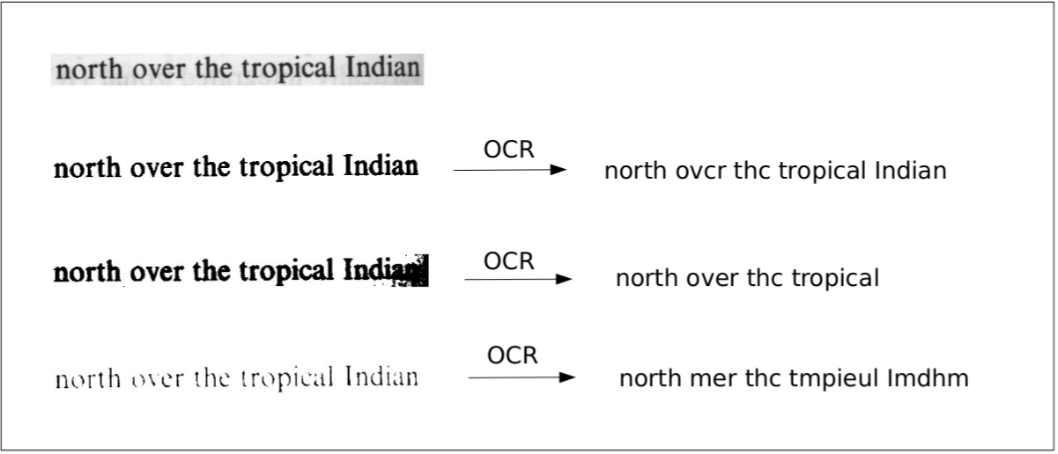 north over the tropical Indian
OCR
north over the tropical Indian north ovcr thc tropical Indian
OCR
north over the tropical Indian north over thc tropical
OCR
north over the tropical Indian north mer thc tmpieul Imdhm